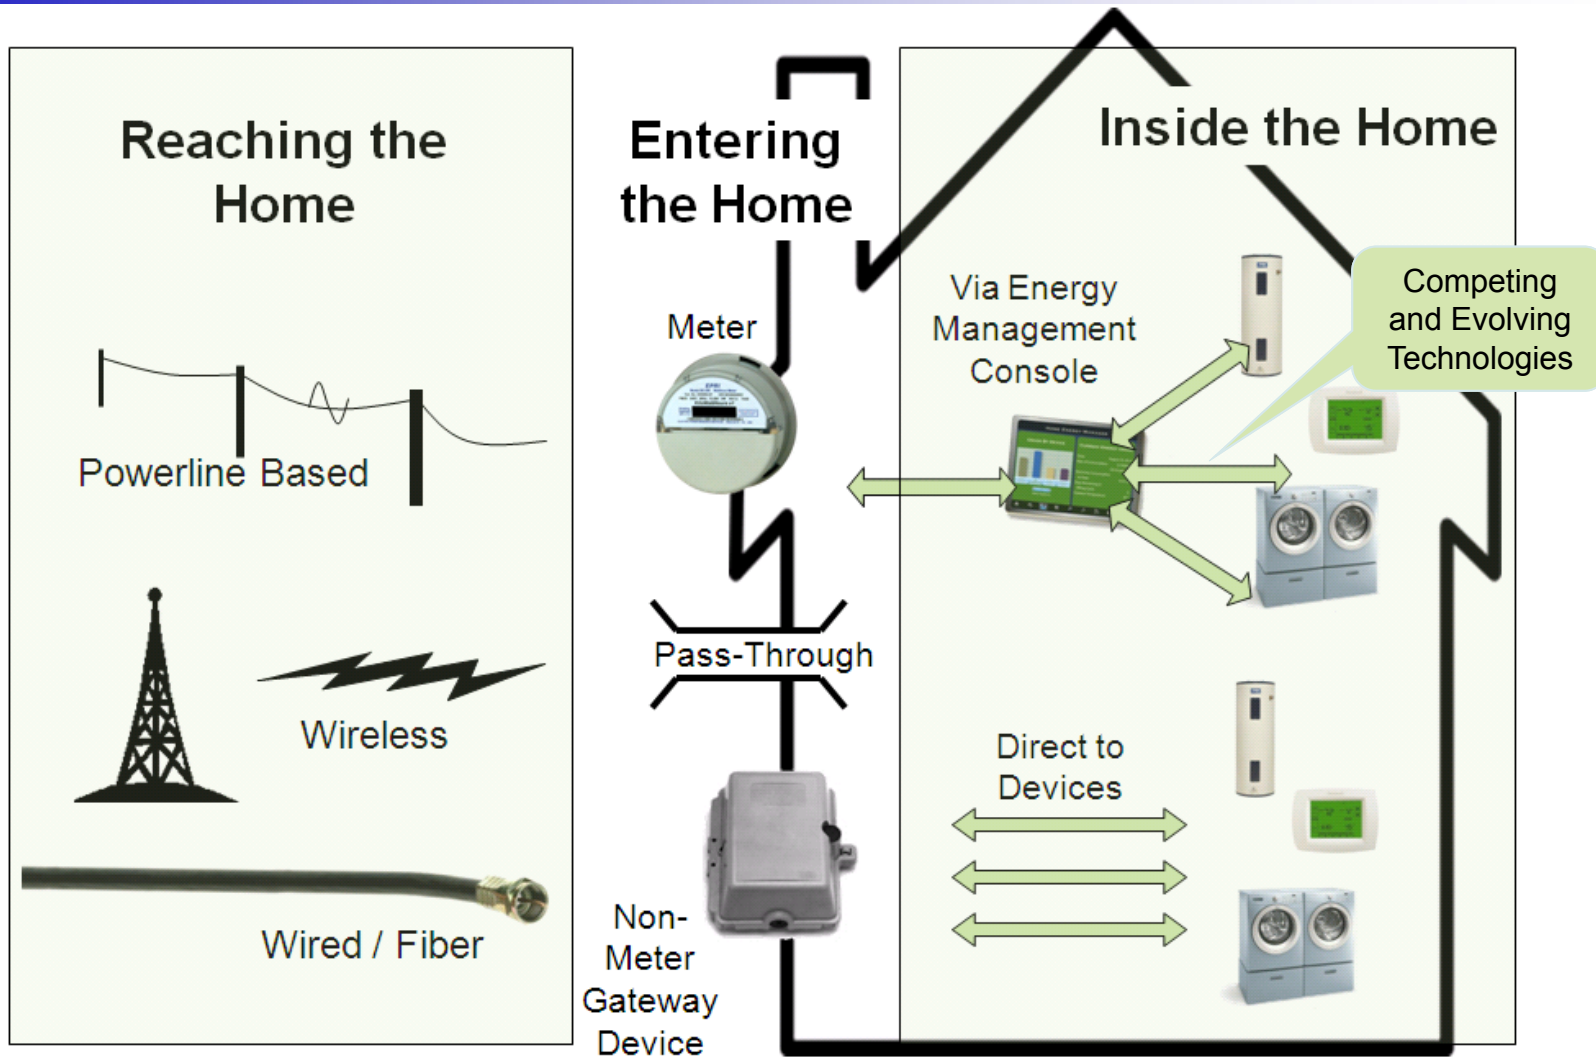 Reaching the
Home
Powerline Based
Wireless
Wired / Fiber
Entering
the Home
Meter
EPRI
Pass-Through
Non-
Meter
Gateway
Device
Inside the Home
Via Energy
Management
Console
Competing
and Evolving
Technologies
Direct to
Devices